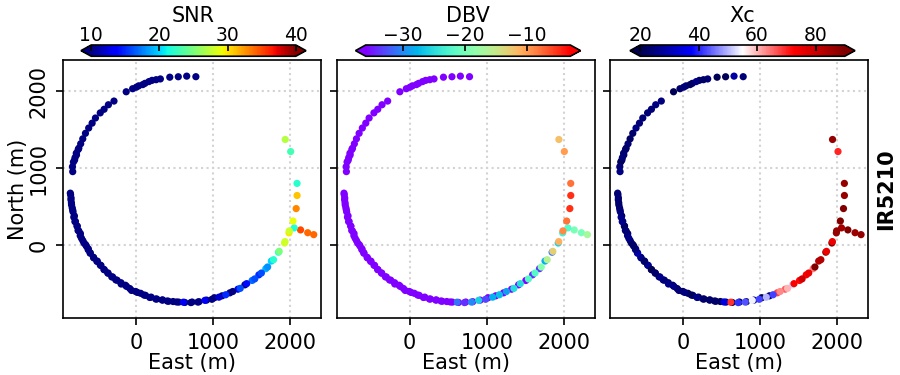 SNR DBV Xc
10 20 30 40 −30 −20 −10 20 40 60 80
2000
1000
0
North (m)
IR5210
0 1000 2000 0 1000 2000 0 1000 2000
East (m) East (m) East (m)